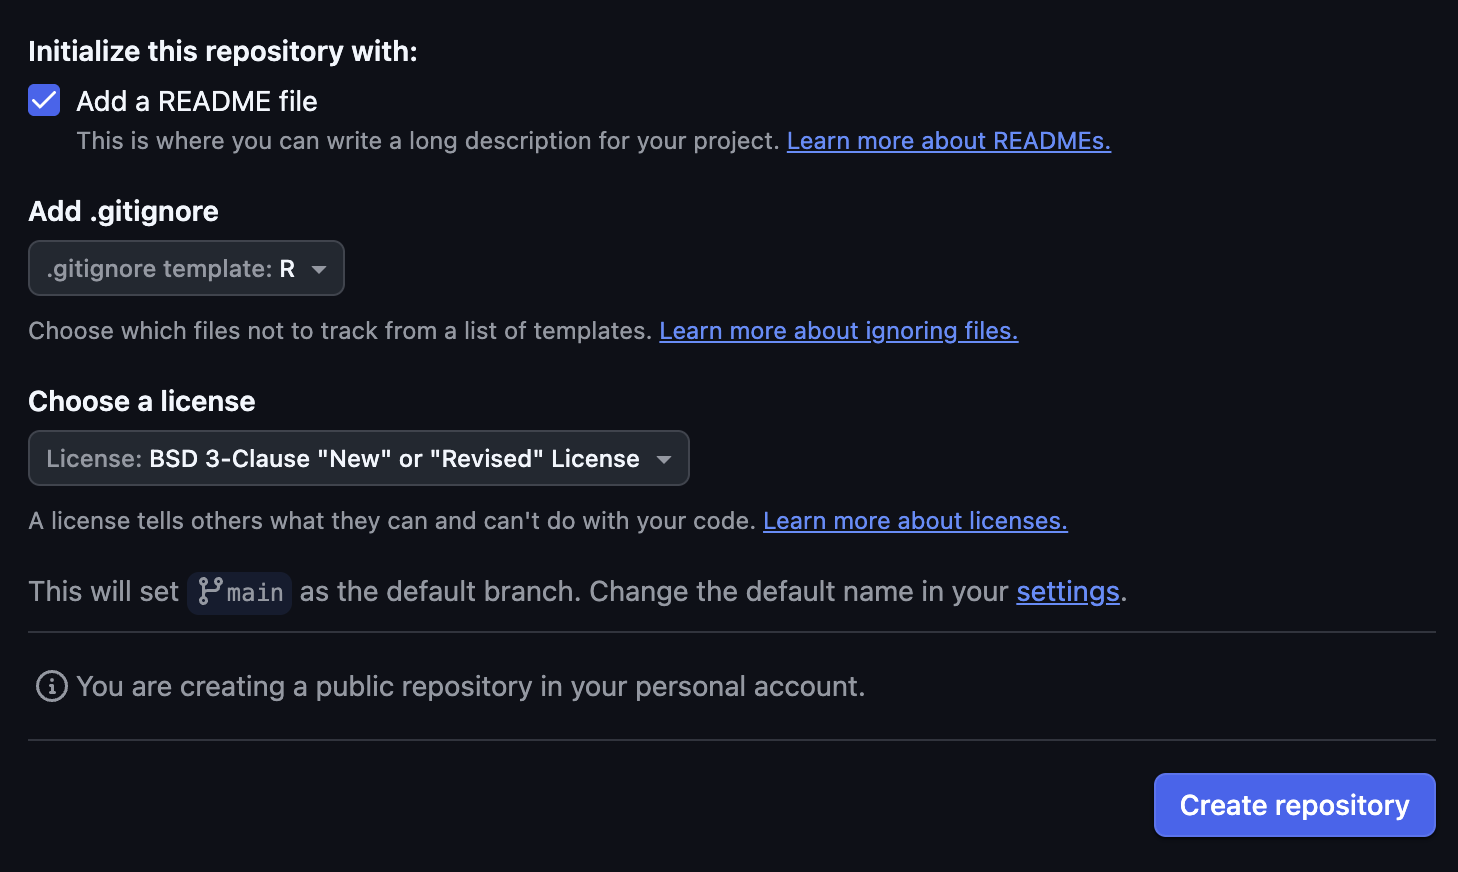 Initialize this repository with:
Add a README file
This is where you can write a long description for your project. Learn more about READMEs.
Add .gitignore
.gitignore template: R
Choose which files not to track from a list of templates. Learn more about ignoring files.
Choose a license
License: BSD 3-Clause "New" or "Revised" License
A license tells others what they can and can't do with your code. Learn more about licenses.
This will set main as the default branch. Change the default name in your settings.
You are creating a public repository in your personal account.
Create repository